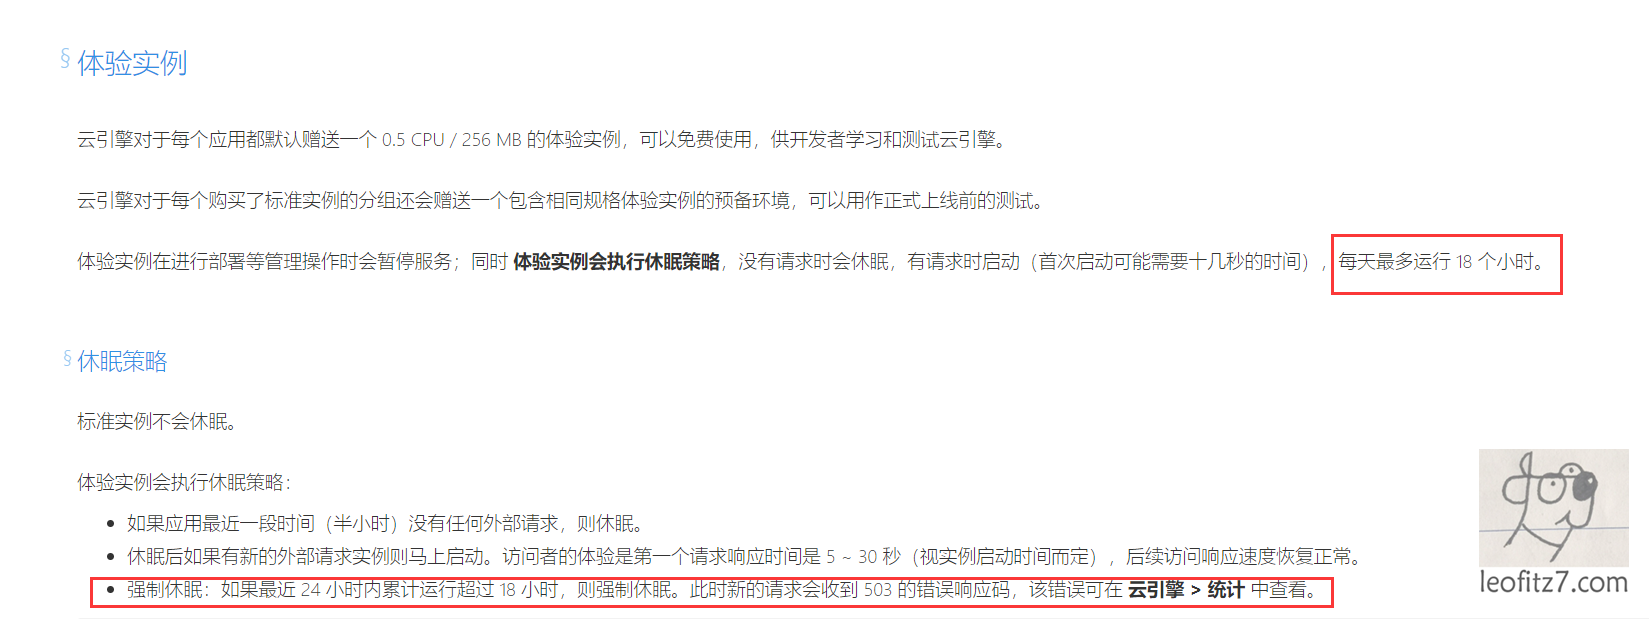 § 体验实例
云引擎对于每个应用都默认赠送一个 0.5 CPU / 256 MB 的体验实例，可以免费使用，供开发者学习和测试云引擎。
云引擎对于每个购买了标准实例的分组还会赠送一个包含相同规格体验实例的预备环境，可以用作正式上线前的测试。
体验实例在进行部署等管理操作时会暂停服务；同时 体验实例会执行休眠策略，没有请求时会休眠，有请求时启动（首次启动可能需要十几秒的时间），每天最多运行 18 个小时。
§ 休眠策略
标准实例不会休眠。
体验实例会执行休眠策略：
• 如果应用最近一段时间（半小时）没有任何外部请求，则休眠。
• 休眠后如果有新的外部请求实例则马上启动。访问者的体验是第一个请求响应时间是 5 ~ 30 秒（视实例启动时间而定），后续访问响应速度恢复正常。
• 强制休眠：如果最近 24 小时内累计运行超过 18 小时，则强制休眠。此时新的请求会收到 503 的错误响应码，该错误可在 云引擎 > 统计 中查看。
dog
leofitz7.com